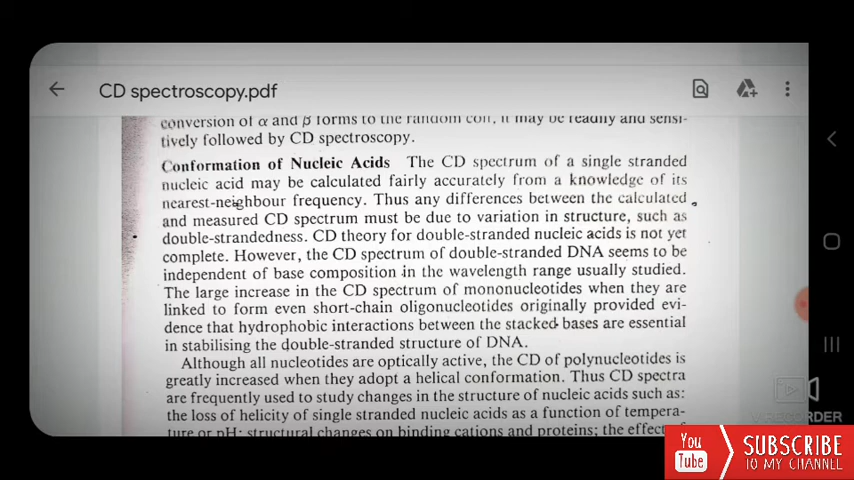 CD spectroscopy.pdf
conversion of α and β forms to the random coil, it may be readily and sensi-
tively followed by CD spectroscopy.
Conformation of Nucleic Acids The CD spectrum of a single stranded
nucleic acid may be calculated fairly accurately from a knowledge of its
nearest-neighbour frequency. Thus any differences between the calculated
and measured CD spectrum must be due to variation in structure, such as
double-strandedness. CD theory for double-stranded nucleic acids is not yet
complete. However, the CD spectrum of double-stranded DNA seems to be
independent of base composition in the wavelength range usually studied.
The large increase in the CD spectrum of mononucleotides when they are
linked to form even short-chain oligonucleotides originally provided evi-
dence that hydrophobic interactions between the stacked bases are essential
in stabilising the double-stranded structure of DNA.
Although all nucleotides are optically active, the CD of polynucleotides is
greatly increased when they adopt a helical conformation. Thus CD spectra
are frequently used to study changes in the structure of nucleic acids such as:
the loss of helicity of single stranded nucleic acids as a function of tempera-
ture or pH; structural changes on binding cations and proteins; the effect of
RECORDER
You
Tube
SUBSCRIBE
TO MY CHANNEL